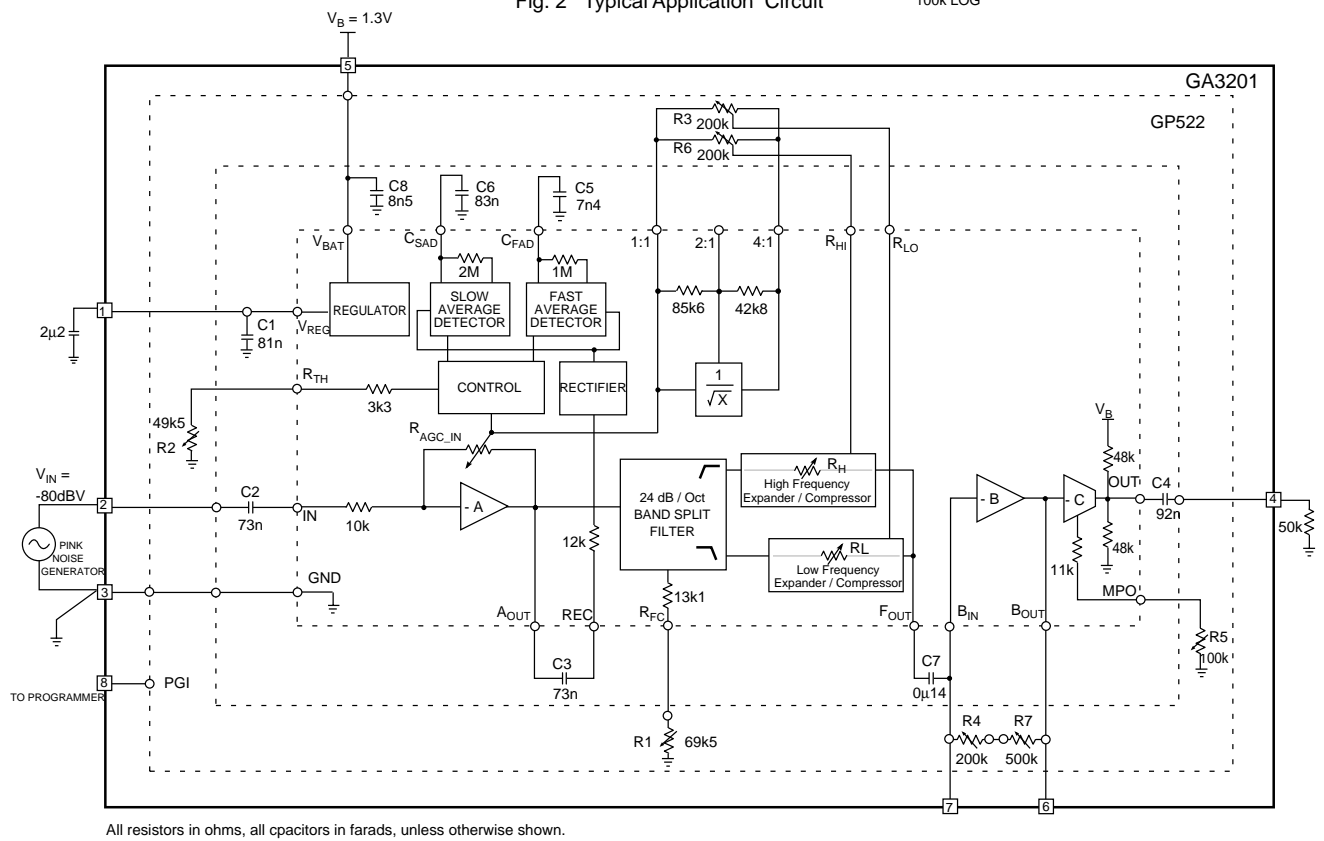 Fig. 2 Typical Application Circuit
100k LOG
V_B = 1.3V
5
GA3201
GP522
R3 200k
R6 200k
C8
8n5
C6
83n
C5
7n4
V_BAT
C_SAD
C_FAD
1:1
2:1
4:1
R_HI
R_LO
2M
1M
85k6
42k8
REGULATOR
SLOW
AVERAGE
DETECTOR
FAST
AVERAGE
DETECTOR
1
2µ2
C1
81n
V_REG
R_TH
3k3
CONTROL
RECTIFIER
1
√X
49k5
R2
R_AGC_IN
V_B
48k
V_IN =
-80dBV
2
C2
73n
IN
10k
- A
24 dB / Oct
BAND SPLIT
FILTER
R_H
High Frequency
Expander / Compressor
RL
Low Frequency
Expander / Compressor
- B
- C
OUT
C4
92n
4
50k
48k
11k
12k
PINK
NOISE
GENERATOR
3
GND
13k1
MPO
A_OUT
REC
R_FC
F_OUT
B_IN
B_OUT
R5
100k
C3
73n
C7
0µ14
8
TO PROGRAMMER
PGI
R1
69k5
R4
200k
R7
500k
7
6
All resistors in ohms, all cpacitors in farads, unless otherwise shown.